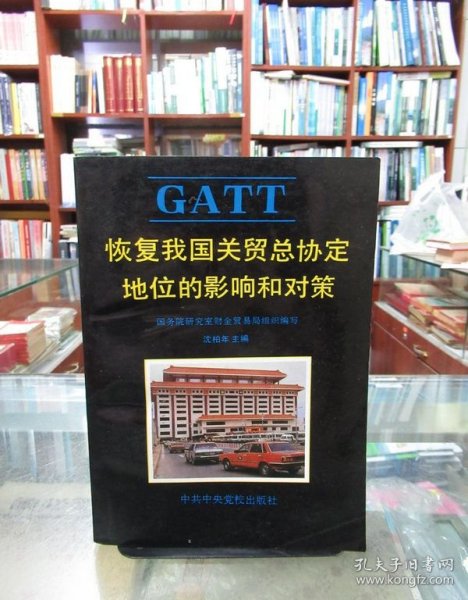 GATT
恢复我国关贸总协定
地位的影响和对策
国务院研究室财金贸易局组织编写
沈柏年 主编
中共中央党校出版社
孔夫子旧书网
www.kongfz.com